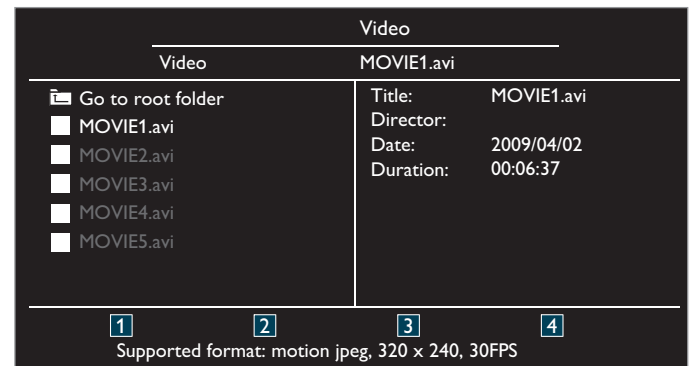 Video
Video MOVIE1.avi
Go to root folder
MOVIE1.avi
MOVIE2.avi
MOVIE3.avi
MOVIE4.avi
MOVIE5.avi
Title: MOVIE1.avi
Director:
Date: 2009/04/02
Duration: 00:06:37
1 2 3 4
Supported format: motion jpeg, 320 x 240, 30FPS